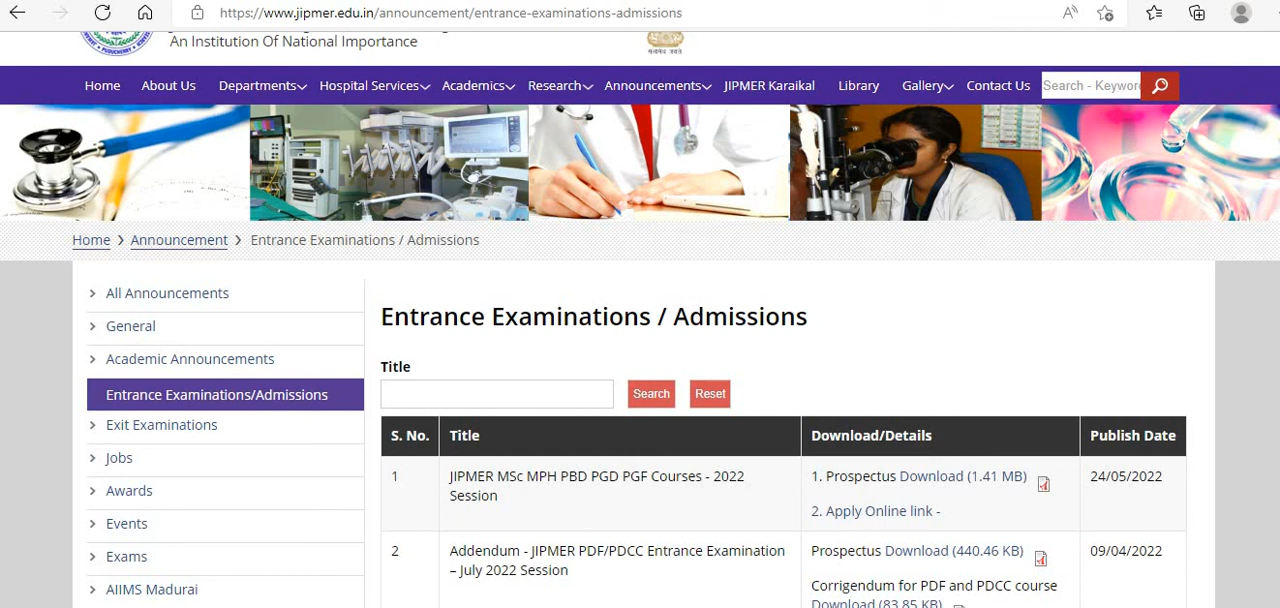 https://www.jipmer.edu.in/announcement/entrance-examinations-admissions
An Institution Of National Importance
Home About Us Departments Hospital Services Academics Research Announcements JIPMER Karaikal Library Gallery Contact Us Search - Keywor
Home Announcement Entrance Examinations / Admissions
All Announcements
General
Academic Announcements
Entrance Examinations/Admissions
Exit Examinations
Jobs
Awards
Events
Exams
AIIMS Madurai
Entrance Examinations / Admissions
Title
Search Reset
S. No. Title Download/Details Publish Date
1 JIPMER MSc MPH PBD PGD PGF Courses - 2022 1. Prospectus Download (1.41 MB) 24/05/2022
Session
2. Apply Online link -
2 Addendum - JIPMER PDF/PDCC Entrance Examination Prospectus Download (440.46 KB) 09/04/2022
– July 2022 Session
Corrigendum for PDF and PDCC course
Download (83.85 KB)